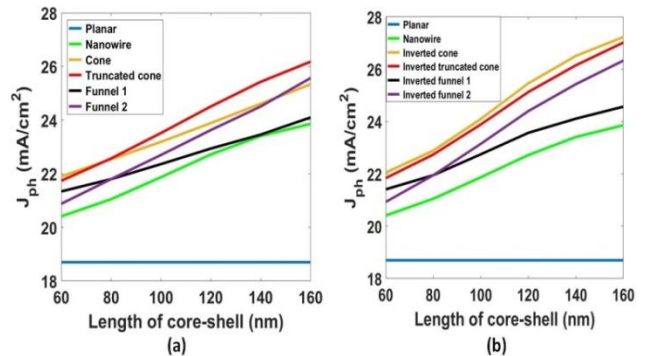 28
26
24
22
20
18
J_ph (mA/cm²)
Planar
Nanowire
Cone
Truncated cone
Funnel 1
Funnel 2
60 80 100 120 140 160
Length of core-shell (nm)
(a)
28
26
24
22
20
18
J_ph (mA/cm²)
Planar
Nanowire
Inverted cone
Inverted truncated cone
Inverted funnel 1
Inverted funnel 2
60 80 100 120 140 160
Length of core-shell (nm)
(b)